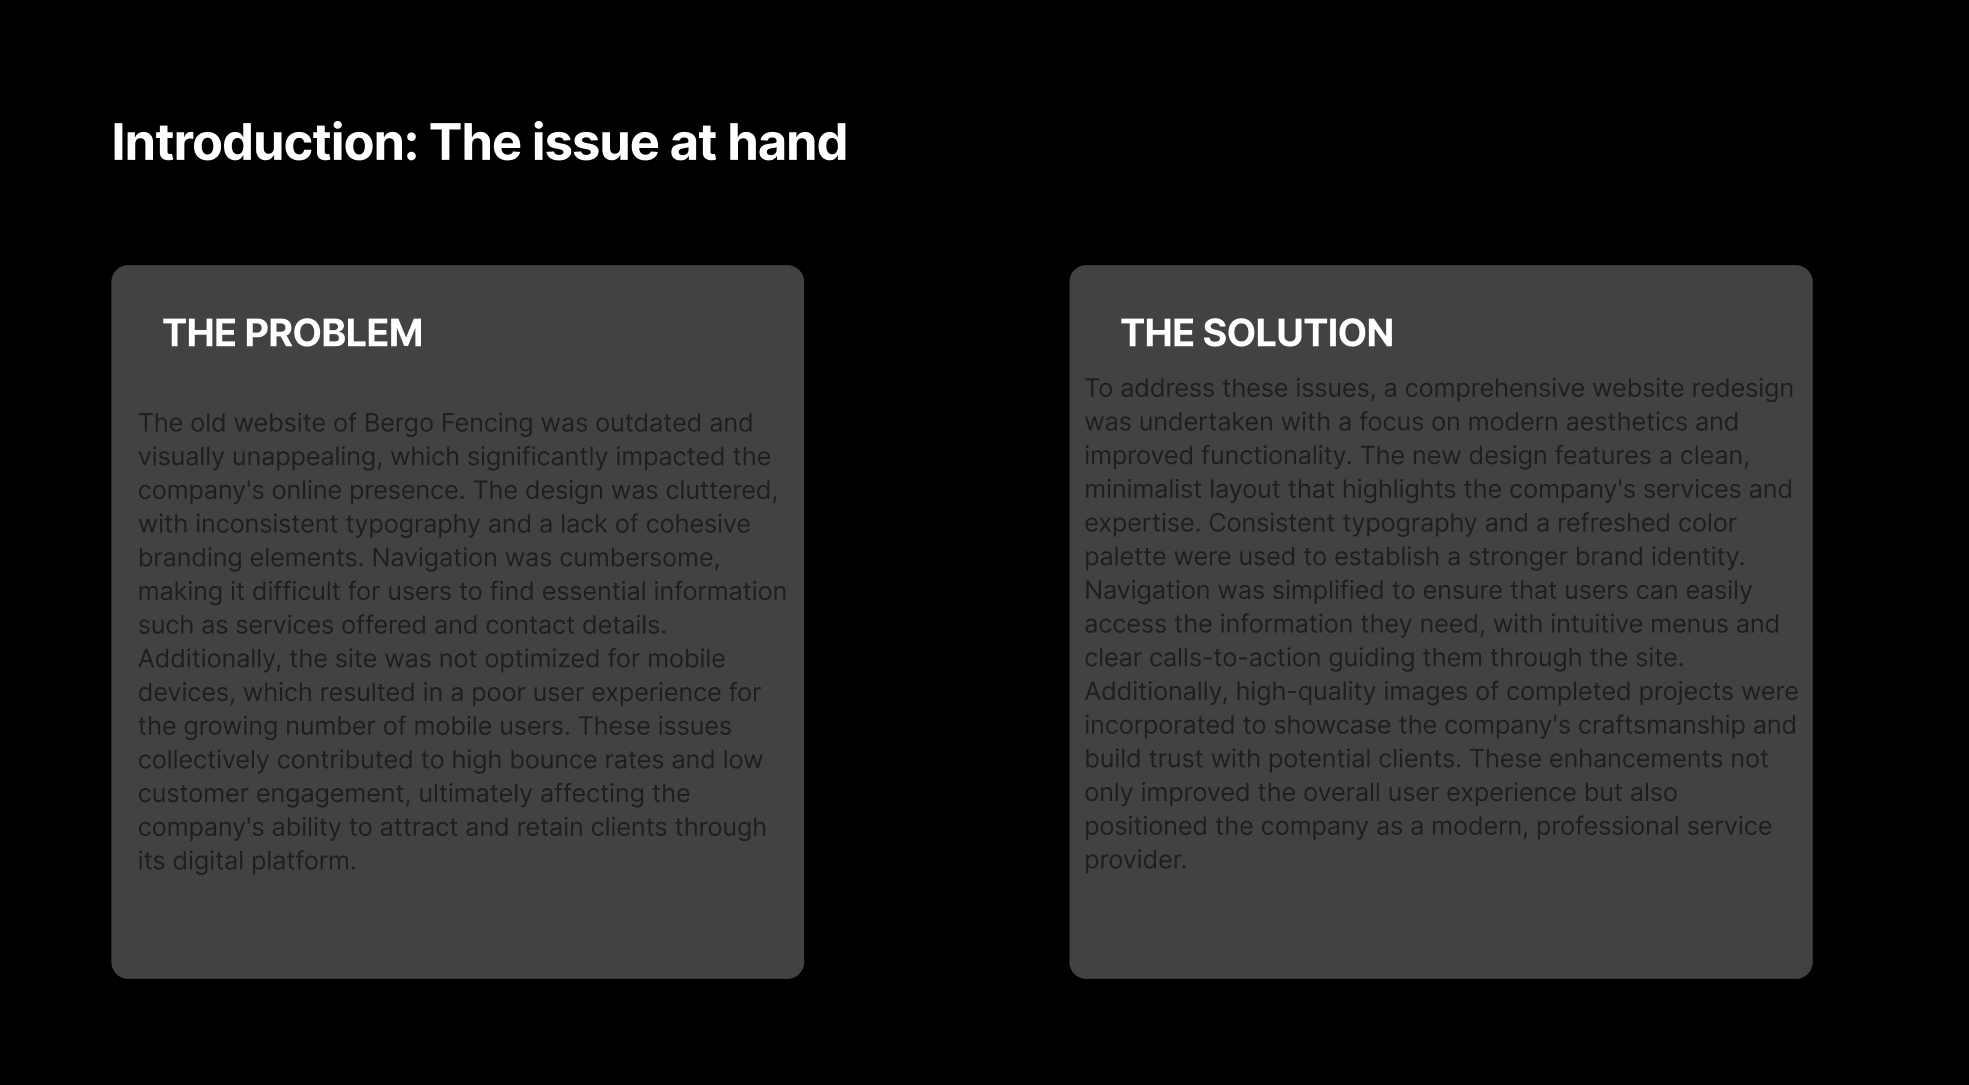 Introduction: The issue at hand
THE PROBLEM
The old website of Bergo Fencing was outdated and
visually unappealing, which significantly impacted the
company's online presence. The design was cluttered,
with inconsistent typography and a lack of cohesive
branding elements. Navigation was cumbersome,
making it difficult for users to find essential information
such as services offered and contact details.
Additionally, the site was not optimized for mobile
devices, which resulted in a poor user experience for
the growing number of mobile users. These issues
collectively contributed to high bounce rates and low
customer engagement, ultimately affecting the
company's ability to attract and retain clients through
its digital platform.
THE SOLUTION
To address these issues, a comprehensive website redesign
was undertaken with a focus on modern aesthetics and
improved functionality. The new design features a clean,
minimalist layout that highlights the company's services and
expertise. Consistent typography and a refreshed color
palette were used to establish a stronger brand identity.
Navigation was simplified to ensure that users can easily
access the information they need, with intuitive menus and
clear calls-to-action guiding them through the site.
Additionally, high-quality images of completed projects were
incorporated to showcase the company's craftsmanship and
build trust with potential clients. These enhancements not
only improved the overall user experience but also
positioned the company as a modern, professional service
provider.